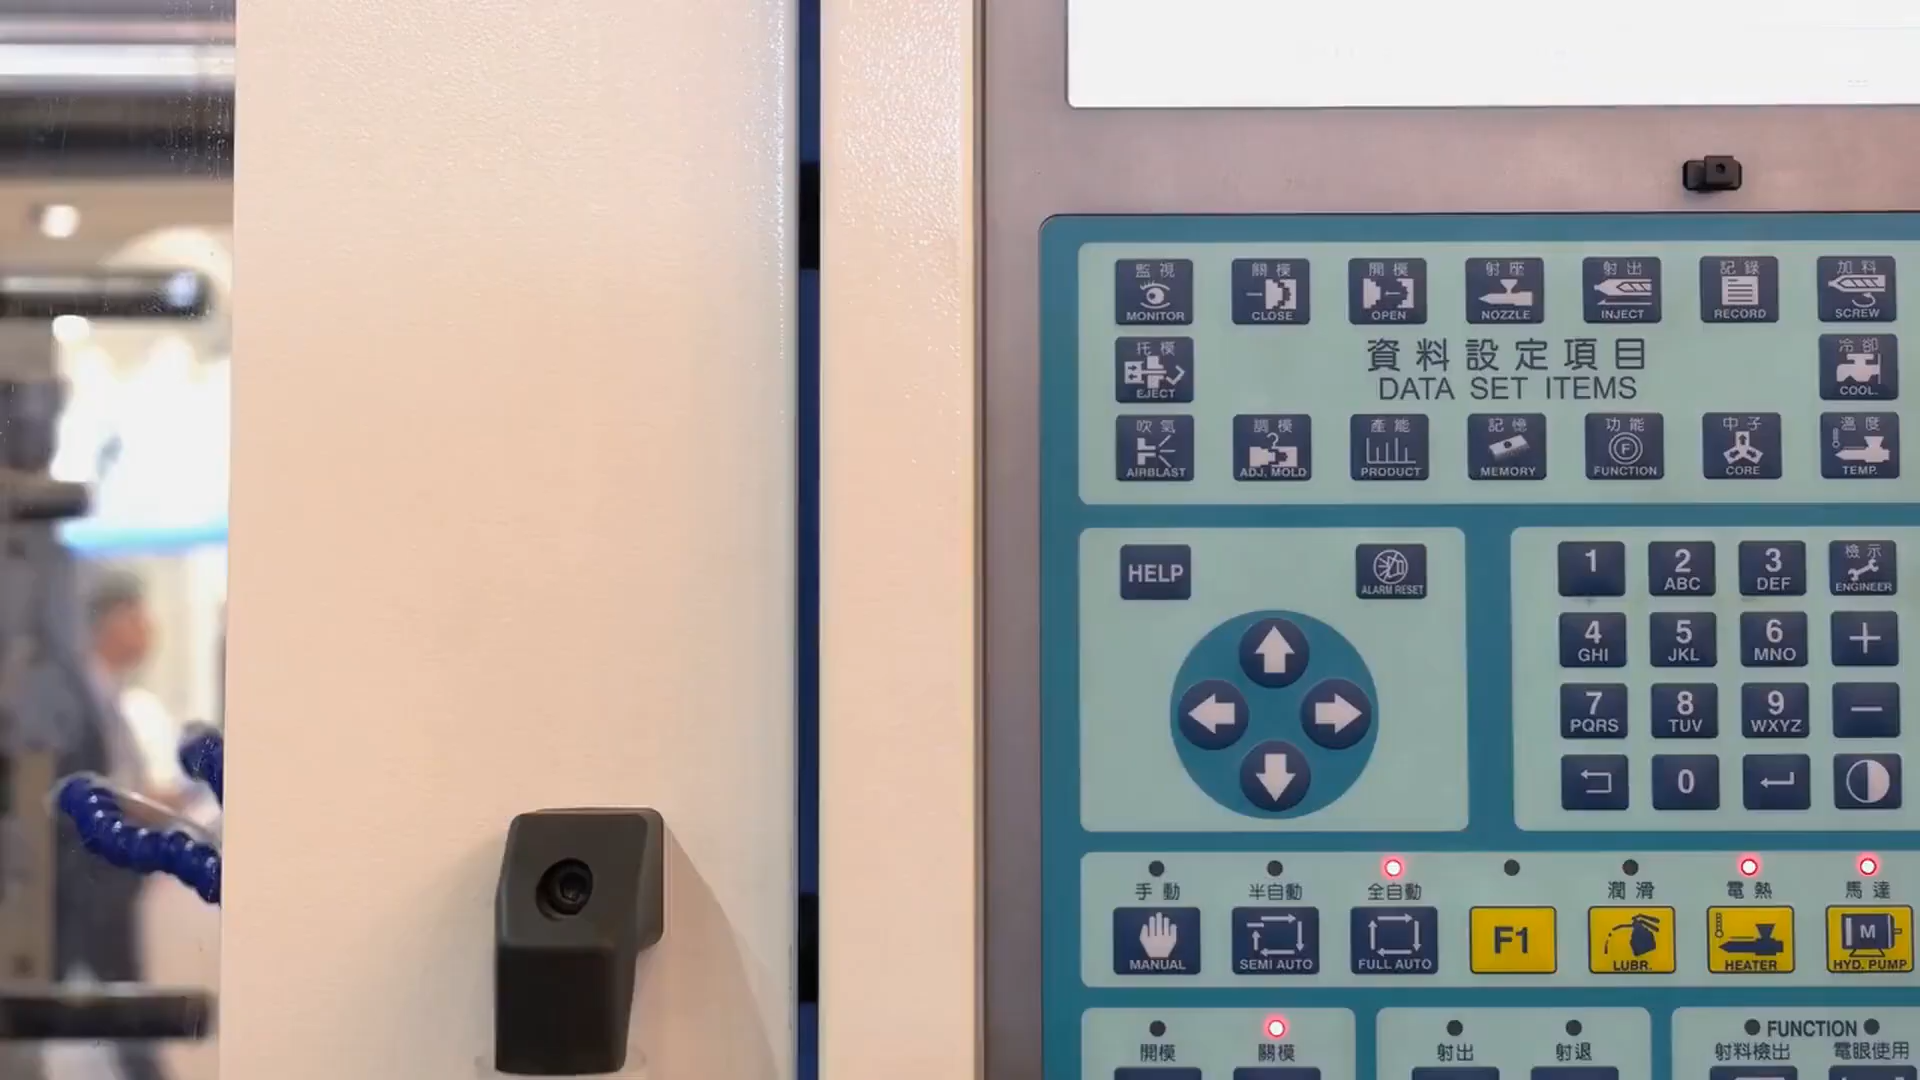 監視 關模 開模 射座 射出 記錄 加料
MONITOR CLOSE OPEN NOZZLE INJECT RECORD SCREW
托模 資料設定項目 冷卻
EJECT DATA SET ITEMS COOL.
吹氣 調模 產能 記憶 功能 中子 溫度
F
AIRBLAST ADJ. MOLD PRODUCT MEMORY FUNCTION CORE TEMP.
HELP
ALARM RESET
1 2 3 檢示
ABC DEF ENGINEER
4 5 6 +
GHI JKL MNO
7 8 9 -
PQRS TUV WXYZ
0
手動 半自動 全自動 潤滑 電熱 馬達
F1 M
MANUAL SEMI AUTO FULL AUTO LUBR. HEATER HYD. PUMP
FUNCTION
開模 關模 射出 射退 射料檢出 電眼使用